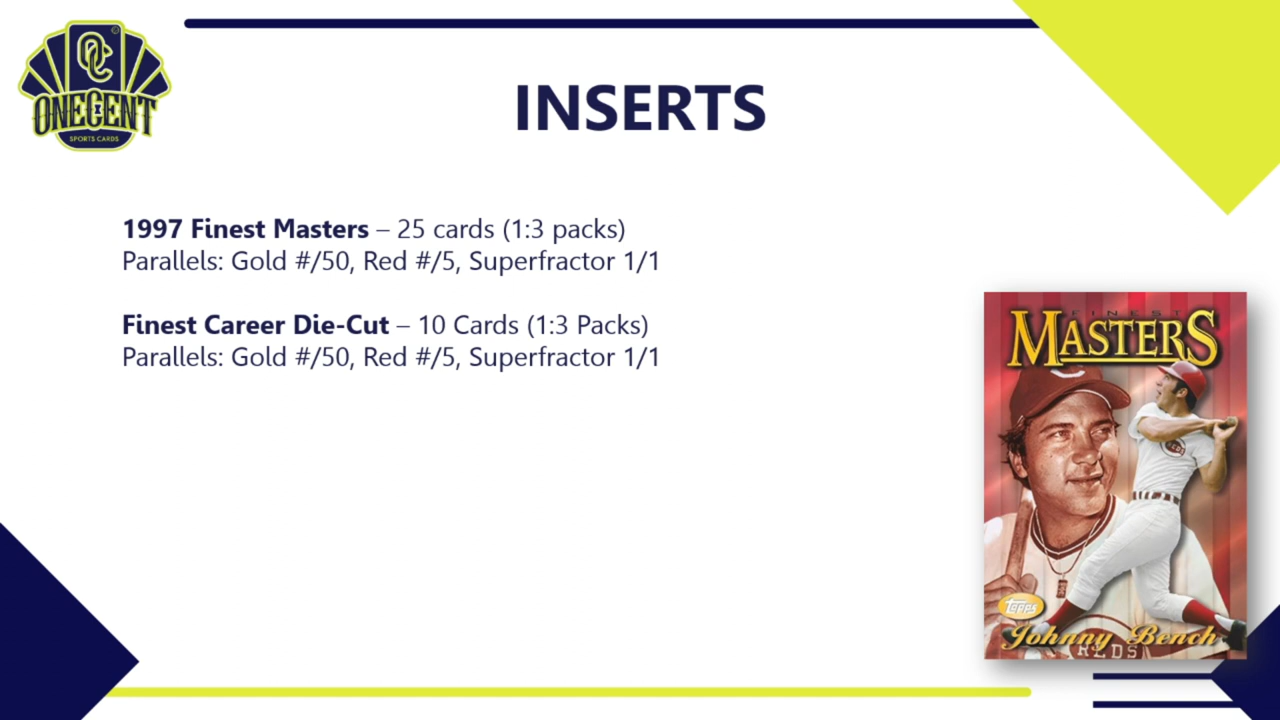 OC
ONECENT
SPORTS CARDS
INSERTS
1997 Finest Masters – 25 cards (1:3 packs)
Parallels: Gold #/50, Red #/5, Superfractor 1/1
Finest Career Die-Cut – 10 Cards (1:3 Packs)
Parallels: Gold #/50, Red #/5, Superfractor 1/1
FINEST
MASTERS
REDS
Topps
Johnny Bench
REDS